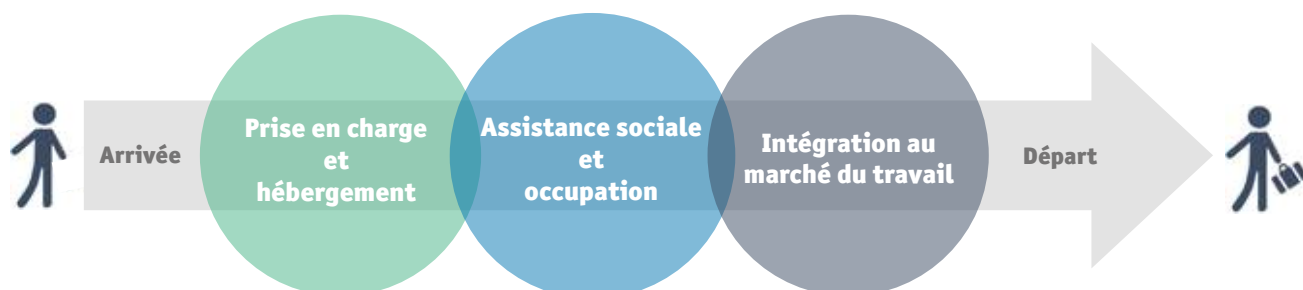 Arrivée
Prise en charge
et
hébergement
Assistance sociale
et
occupation
Intégration au
marché du travail
Départ